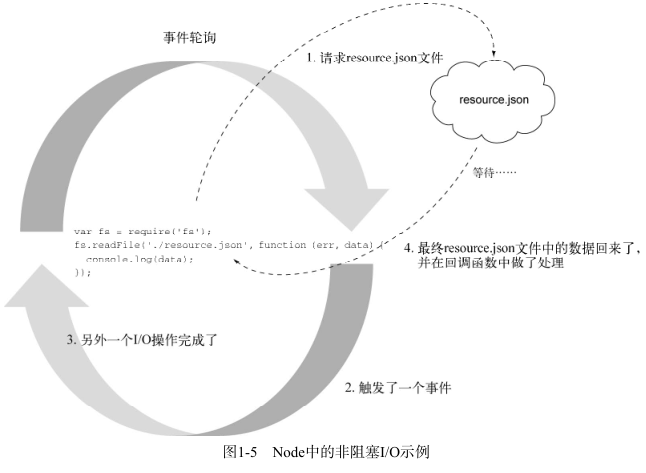 事件轮询
1. 请求resource.json文件
resource.json
等待……
var fs = require('fs');
fs.readFile('./resource.json', function (err, data) {
console.log(data);
});
4. 最终resource.json文件中的数据回来了，
并在回调函数中做了处理
3. 另外一个I/O操作完成了
2. 触发了一个事件
图1-5 Node中的非阻塞I/O示例